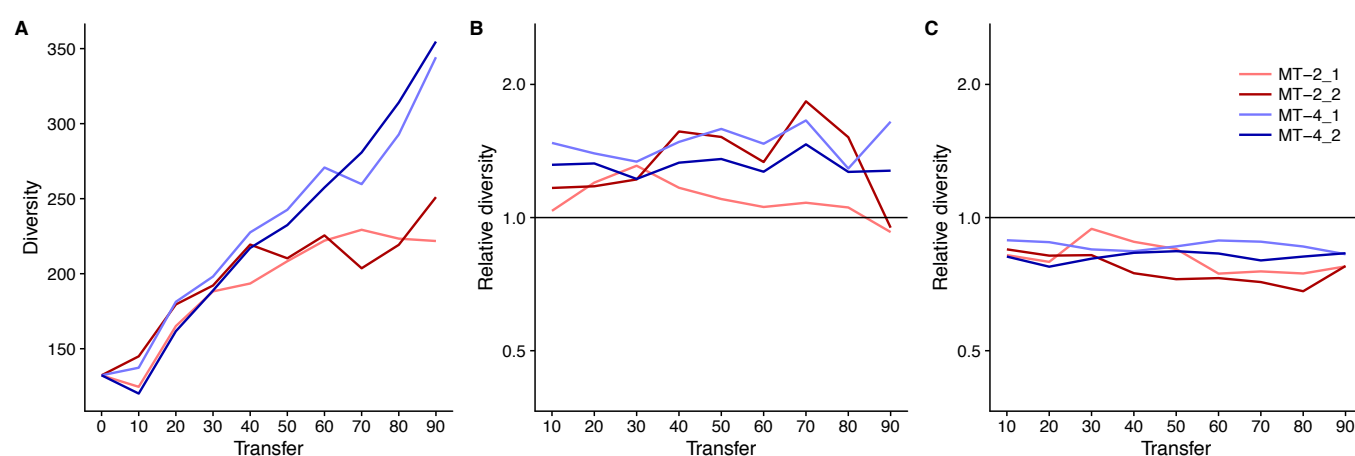 A
Diversity
350
300
250
200
150
0 10 20 30 40 50 60 70 80 90
Transfer
B
Relative diversity
2.0
1.0
0.5
10 20 30 40 50 60 70 80 90
Transfer
C
Relative diversity
2.0
1.0
0.5
10 20 30 40 50 60 70 80 90
Transfer
MT−2_1
MT−2_2
MT−4_1
MT−4_2